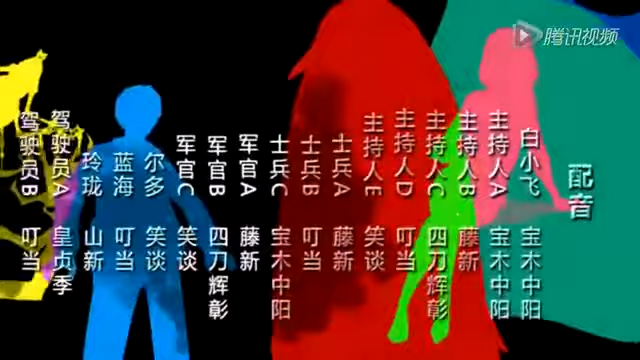 腾讯视频
配音
白小飞 宝木中阳
主持人A 宝木中阳
主持人B 藤新
主持人C 四刀辉彰
主持人D 叮当
主持人E 笑谈
士兵A 藤新
士兵B 叮当
士兵C 宝木中阳
军官A 藤新
军官B 四刀辉彰
军官C 笑谈
尔多 笑谈
蓝海 叮当
玲珑 山新
驾驶员A 皇贞季
驾驶员B 叮当